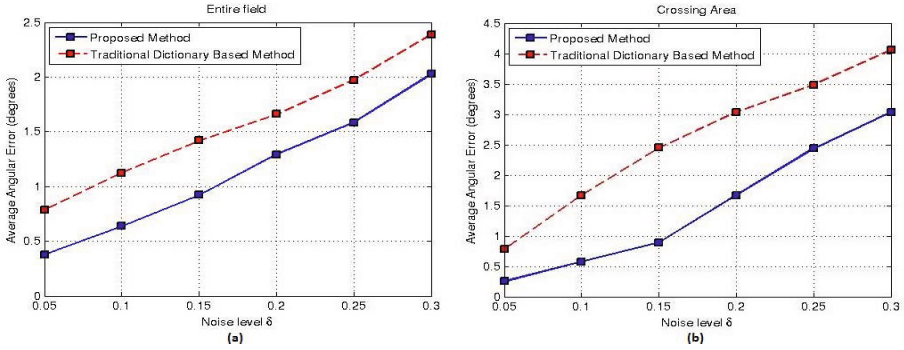 Entire field
Proposed Method
Traditional Dictionary Based Method
Average Angular Error (degrees)
2.5
2
1.5
1
0.5
0
0.05 0.1 0.15 0.2 0.25 0.3
Noise level δ
(a)
Crossing Area
Proposed Method
Traditional Dictionary Based Method
Average Angular Error (degrees)
4.5
4
3.5
3
2.5
2
1.5
1
0.5
0
0.05 0.1 0.15 0.2 0.25 0.3
Noise level δ
(b)